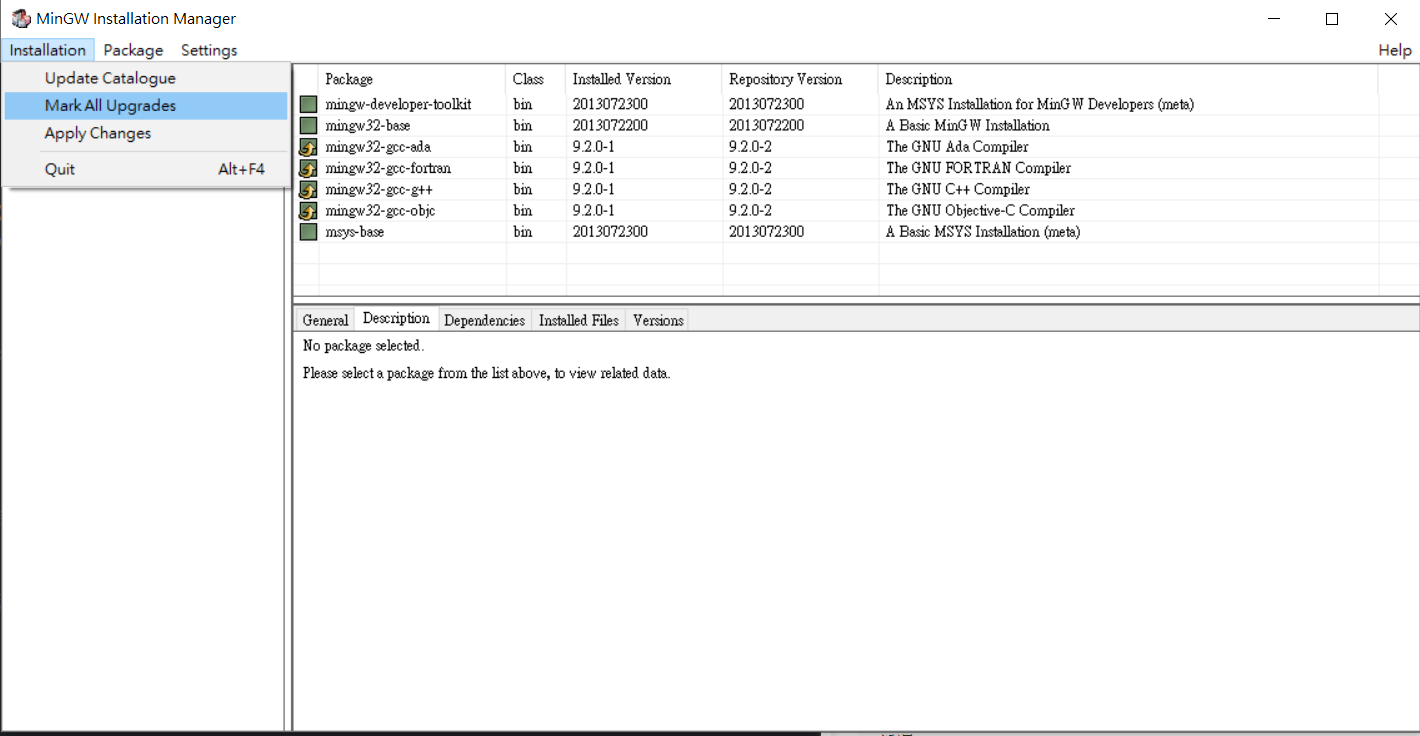 MinGW Installation Manager
Installation Package Settings Help
Update Catalogue
Mark All Upgrades
Apply Changes
Quit Alt+F4
Package Class Installed Version Repository Version Description
mingw-developer-toolkit bin 2013072300 2013072300 An MSYS Installation for MinGW Developers (meta)
mingw32-base bin 2013072200 2013072200 A Basic MinGW Installation
mingw32-gcc-ada bin 9.2.0-1 9.2.0-2 The GNU Ada Compiler
mingw32-gcc-fortran bin 9.2.0-1 9.2.0-2 The GNU FORTRAN Compiler
mingw32-gcc-g++ bin 9.2.0-1 9.2.0-2 The GNU C++ Compiler
mingw32-gcc-objc bin 9.2.0-1 9.2.0-2 The GNU Objective-C Compiler
msys-base bin 2013072300 2013072300 A Basic MSYS Installation (meta)
General Description Dependencies Installed Files Versions
No package selected.
Please select a package from the list above, to view related data.